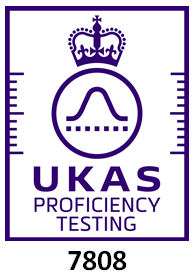 UKAS
PROFICIENCY
TESTING
7808